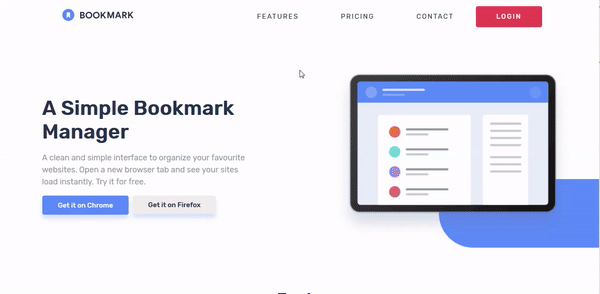 BOOKMARK
FEATURES
PRICING
CONTACT
LOGIN
A Simple Bookmark
Manager
A clean and simple interface to organize your favourite
websites. Open a new browser tab and see your sites
load instantly. Try it for free.
Get it on Chrome
Get it on Firefox